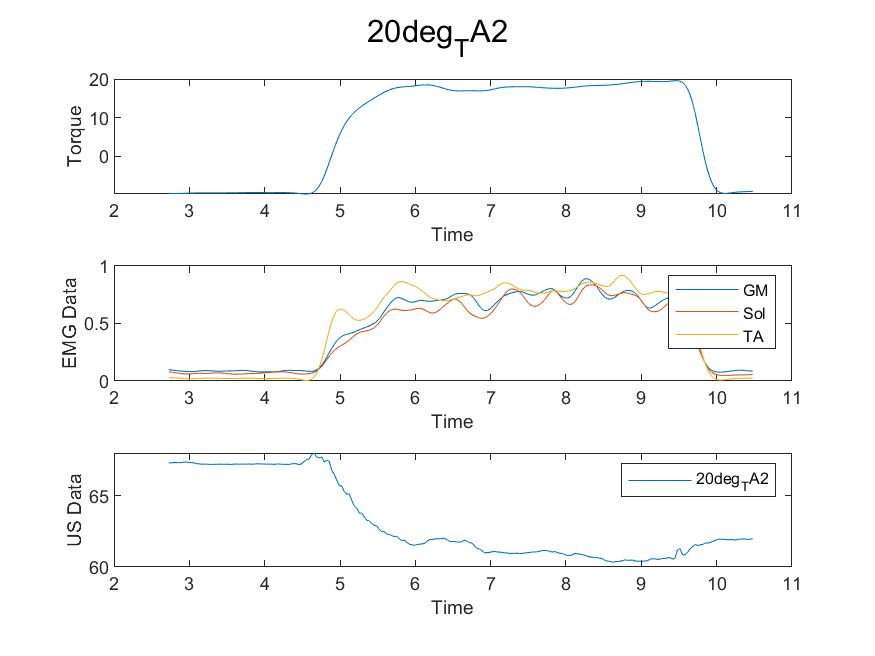 20deg_TA2
Torque
20
10
0
2 3 4 5 6 7 8 9 10 11
Time
EMG Data
1
0.5
0
GM
Sol
TA
2 3 4 5 6 7 8 9 10 11
Time
US Data
65
60
20deg_TA2
2 3 4 5 6 7 8 9 10 11
Time